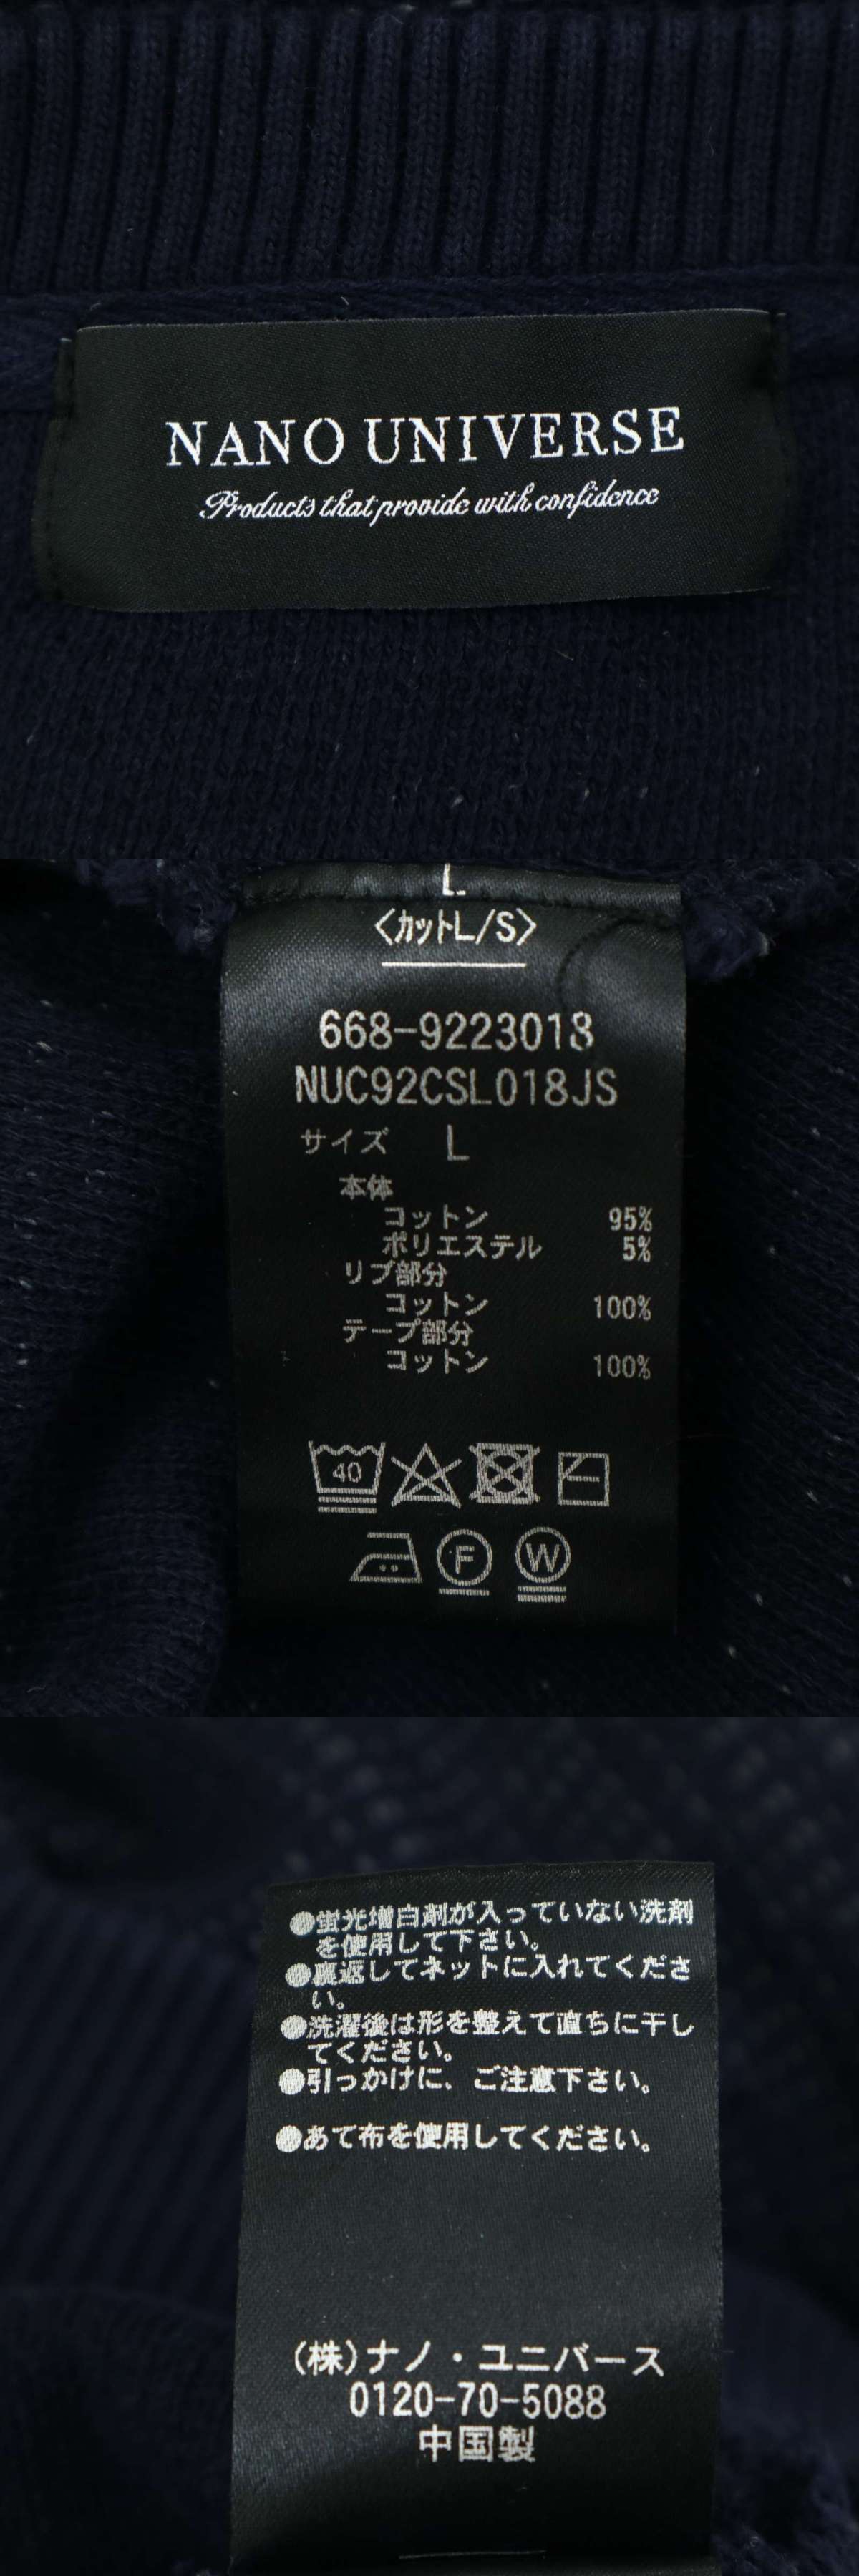 NANO UNIVERSE
Products that provide with confidence
L
〈カットL/S〉
668-9223018
NUC92CSL018JS
サイズ L
本体
コットン 95%
ポリエステル 5%
リブ部分
コットン 100%
テープ部分
コットン 100%
40
F W
●蛍光増白剤が入っていない洗剤
を使用して下さい。
●裏返してネットに入れてくださ
い。
●洗濯後は形を整えて直ちに干し
てください。
●引っかけに、ご注意下さい。
●あて布を使用してください。
(株)ナノ・ユニバース
0120-70-5088
中国製